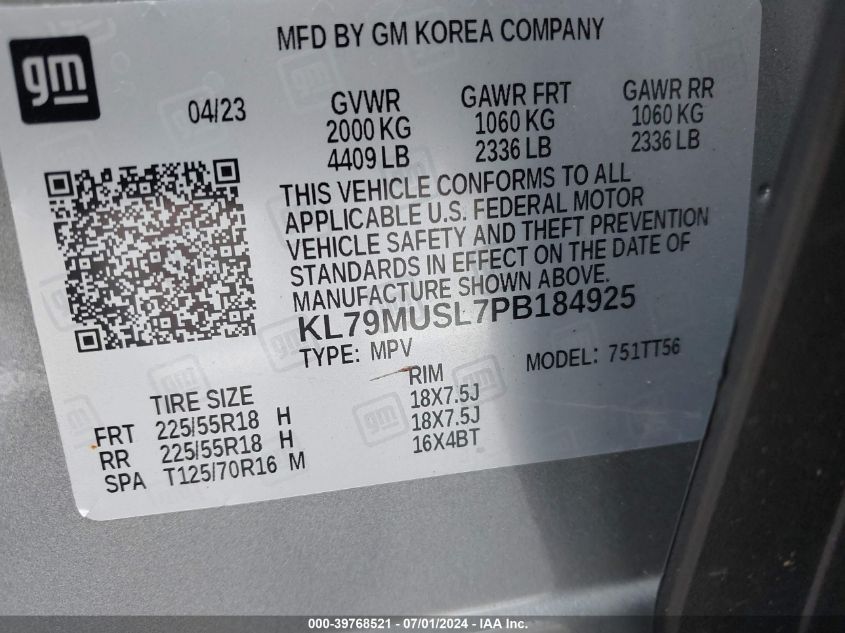 MFD BY GM KOREA COMPANY
gm
04/23
GVWR GAWR FRT GAWR RR
2000 KG 1060 KG 1060 KG
4409 LB 2336 LB 2336 LB
THIS VEHICLE CONFORMS TO ALL
APPLICABLE U.S. FEDERAL MOTOR
VEHICLE SAFETY AND THEFT PREVENTION
STANDARDS IN EFFECT ON THE DATE OF
MANUFACTURE SHOWN ABOVE.
KL79MUSL7PB184925
TYPE: MPV MODEL: 751TT56
TIRE SIZE RIM
FRT 225/55R18 H 18X7.5J
RR 225/55R18 H 18X7.5J
SPA T125/70R16 M 16X4BT
000-39768521 - 07/01/2024 - IAA Inc.